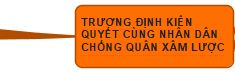 TRƯƠNG ĐỊNH KIÊN
QUYẾT CÙNG NHÂN DÂN
CHỐNG QUÂN XÂM LƯỢC